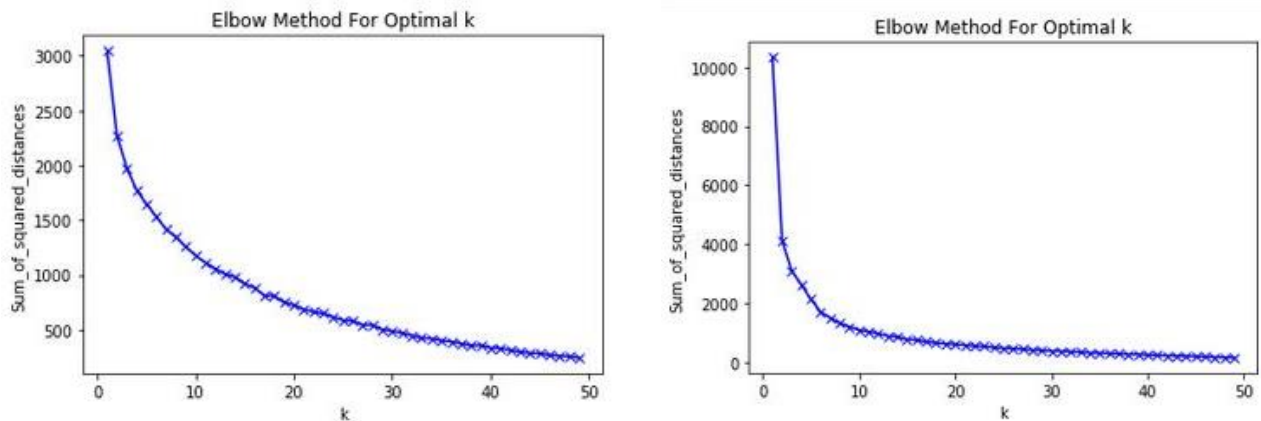 Elbow Method For Optimal k
3000
2500
2000
1500
1000
500
Sum_of_squared_distances
0 10 20 30 40 50
k
Elbow Method For Optimal k
10000
8000
6000
4000
2000
0
Sum_of_squared_distances
0 10 20 30 40 50
k